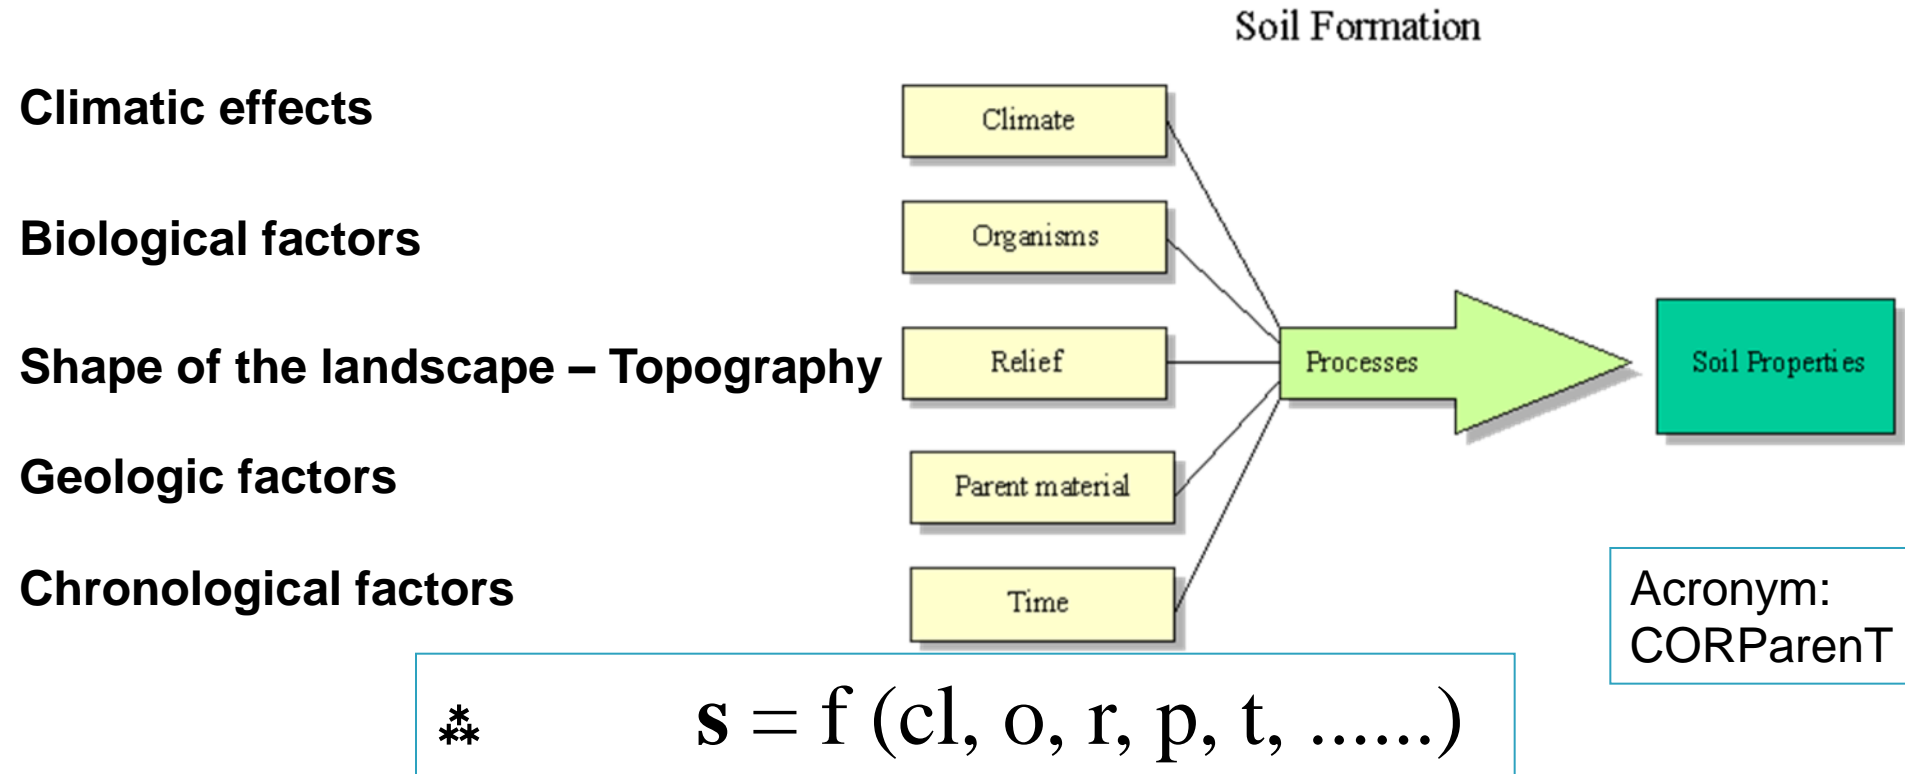 Soil Formation
Climatic effects
Climate
Biological factors
Organisms
Shape of the landscape – Topography
Relief
Processes
Soil Properties
Geologic factors
Parent material
Chronological factors
Time
Acronym:
CORParenT
⁂ s = f (cl, o, r, p, t, ......)